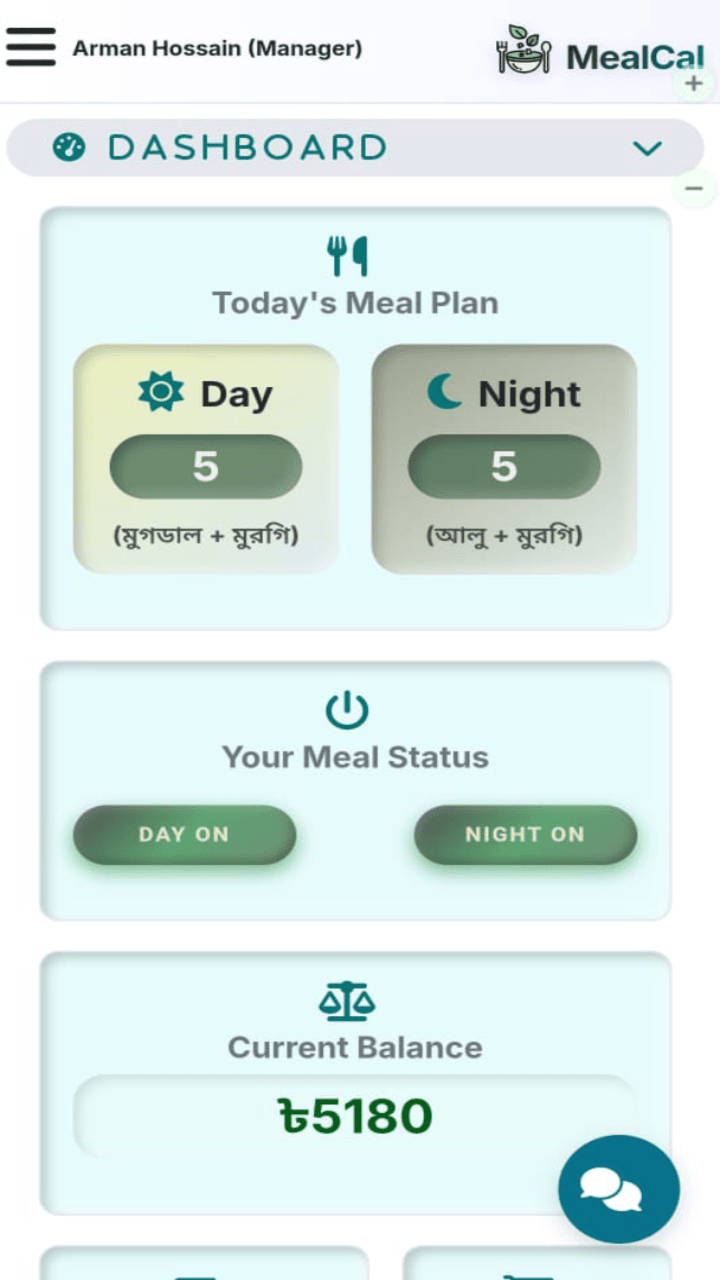 Arman Hossain (Manager)
MealCal
+
DASHBOARD
−
Today's Meal Plan
Day
Night
5
5
(মুগডাল + মুরগি)
(আলু + মুরগি)
Your Meal Status
DAY ON
NIGHT ON
Current Balance
৳5180